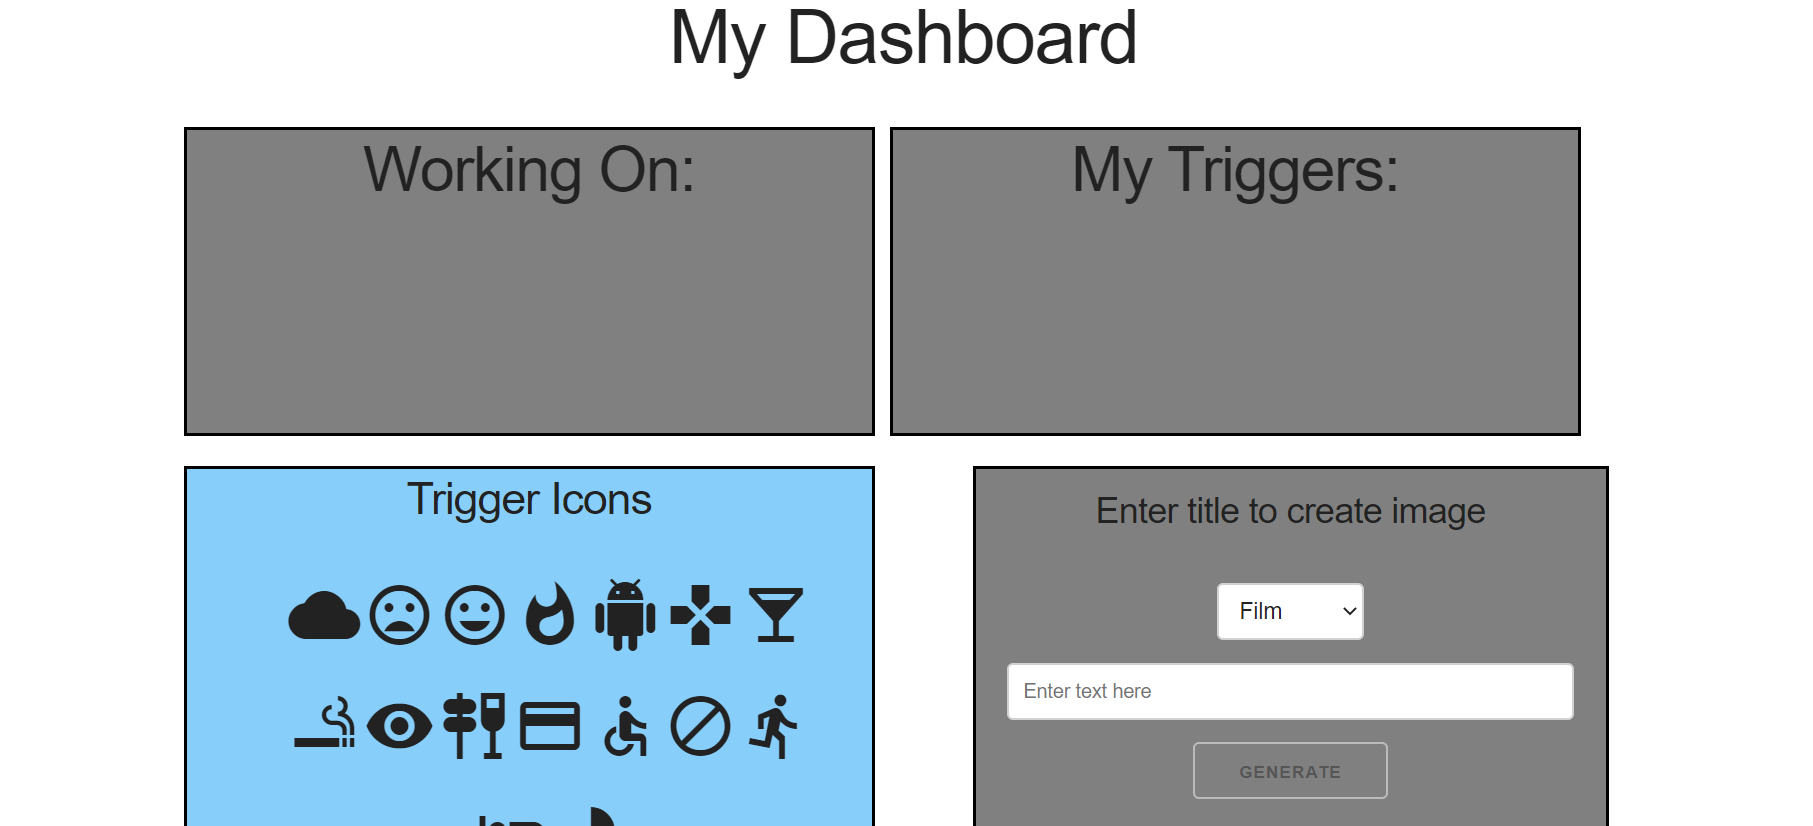 My Dashboard
Working On:
My Triggers:
Trigger Icons
Enter title to create image
Film
Enter text here
GENERATE